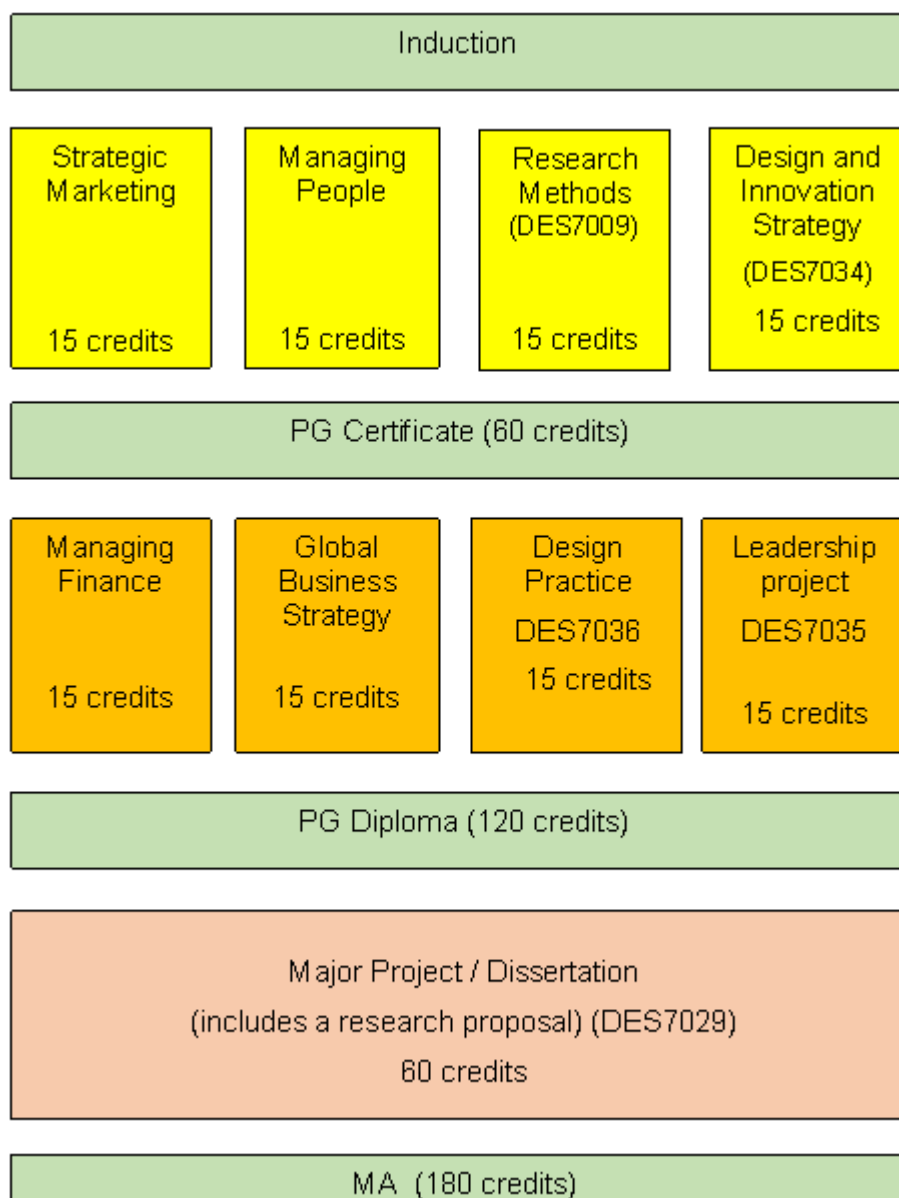 Induction
Strategic
Marketing
15 credits
Managing
People
15 credits
Research
Methods
(DES7009)
15 credits
Design and
Innovation
Strategy
(DES7034)
15 credits
PG Certificate (60 credits)
Managing
Finance
15 credits
Global
Business
Strategy
15 credits
Design
Practice
DES7036
15 credits
Leadership
project
DES7035
15 credits
PG Diploma (120 credits)
Major Project / Dissertation
(includes a research proposal) (DES7029)
60 credits
MA (180 credits)